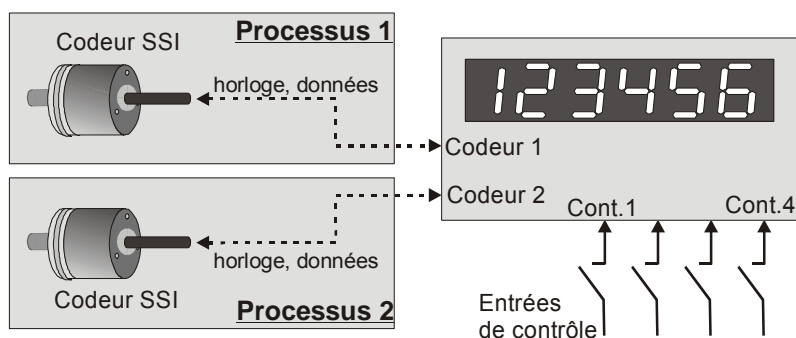 Processus 1
Codeur SSI
horloge, données
123456
Codeur 1
Codeur 2
Cont.1
Cont.4
horloge, données
Codeur SSI
Processus 2
Entrées
de contrôle